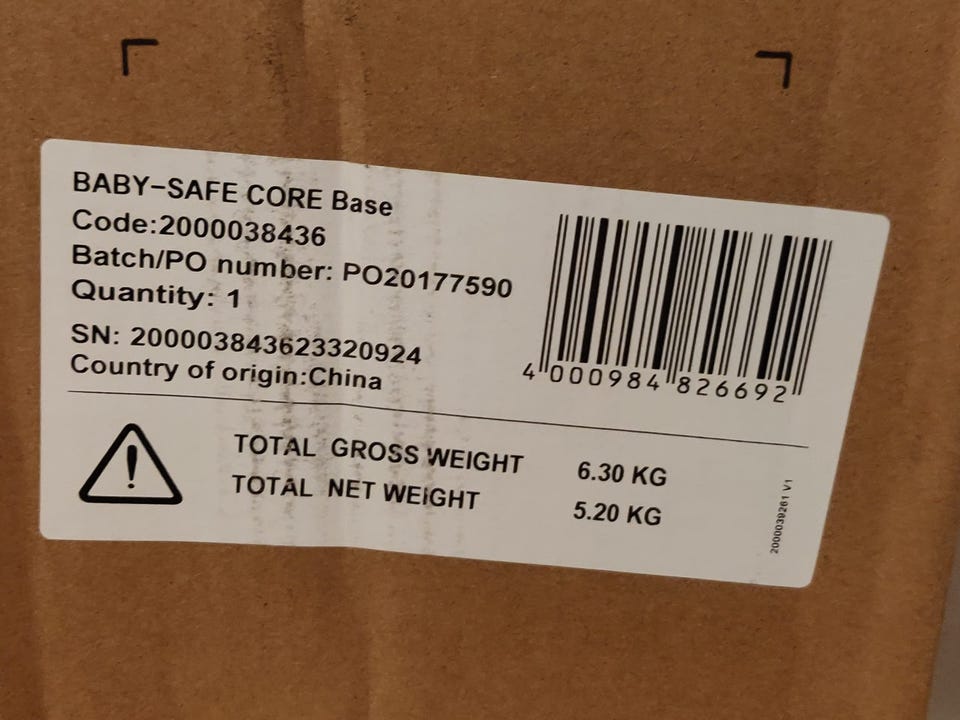 BABY-SAFE CORE Base
Code:2000038436
Batch/PO number: PO20177590
Quantity: 1
SN: 200003843623320924
Country of origin:China
4 000984 826692
TOTAL GROSS WEIGHT 6.30 KG
TOTAL NET WEIGHT 5.20 KG
2000039261 V1